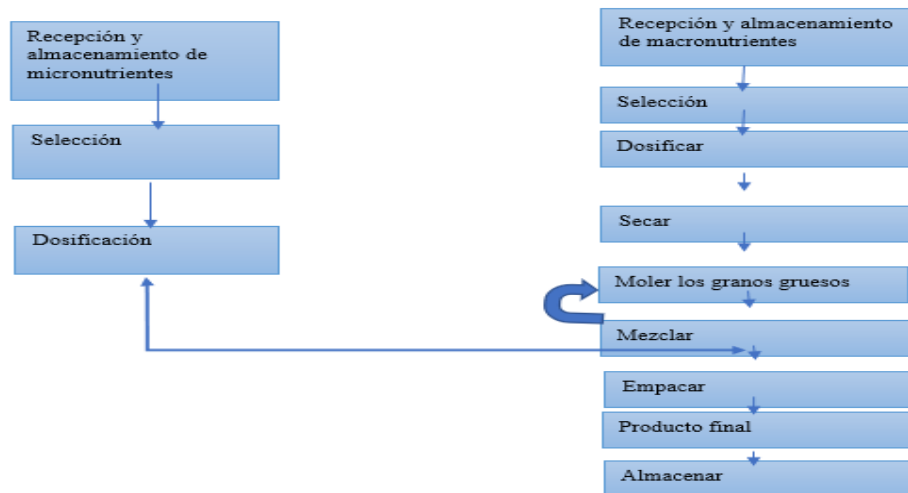 Recepción y
almacenamiento de
micronutrientes
Selección
Dosificación
Recepción y almacenamiento
de macronutrientes
Selección
Dosificar
Secar
Moler los granos gruesos
Mezclar
Empacar
Producto final
Almacenar